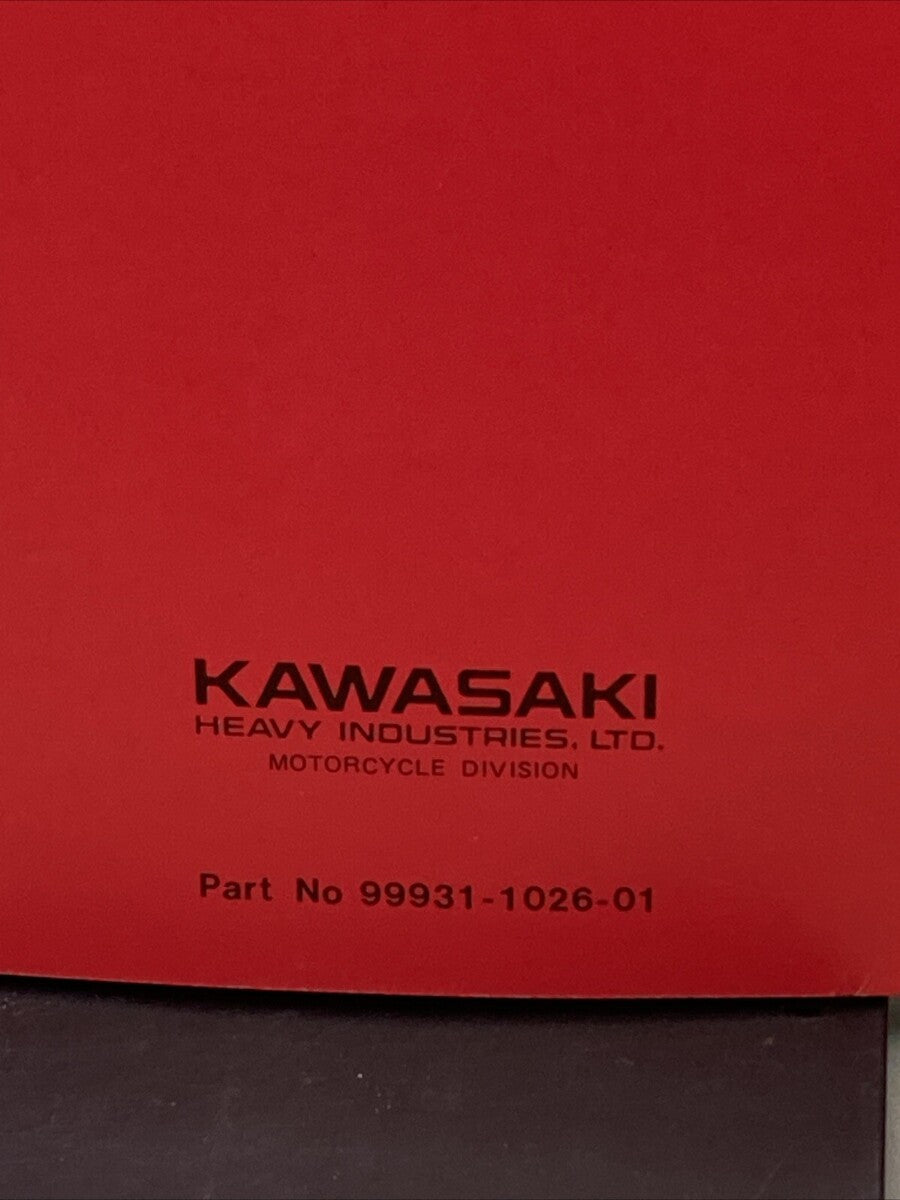 KAWASAKI
HEAVY INDUSTRIES, LTD.
MOTORCYCLE DIVISION
Part No 99931-1026-01